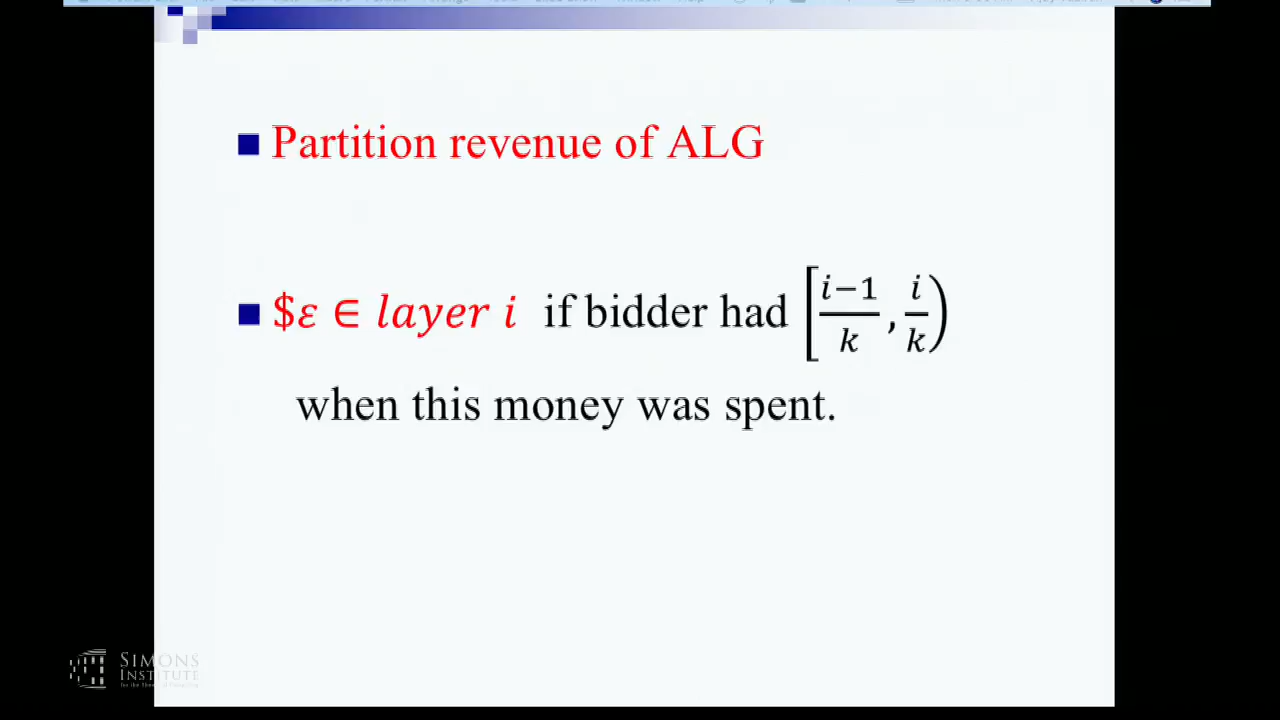 Partition revenue of ALG
$ε ∈ layer i if bidder had [i−1/k, i/k)
when this money was spent.
SIMONS
INSTITUTE